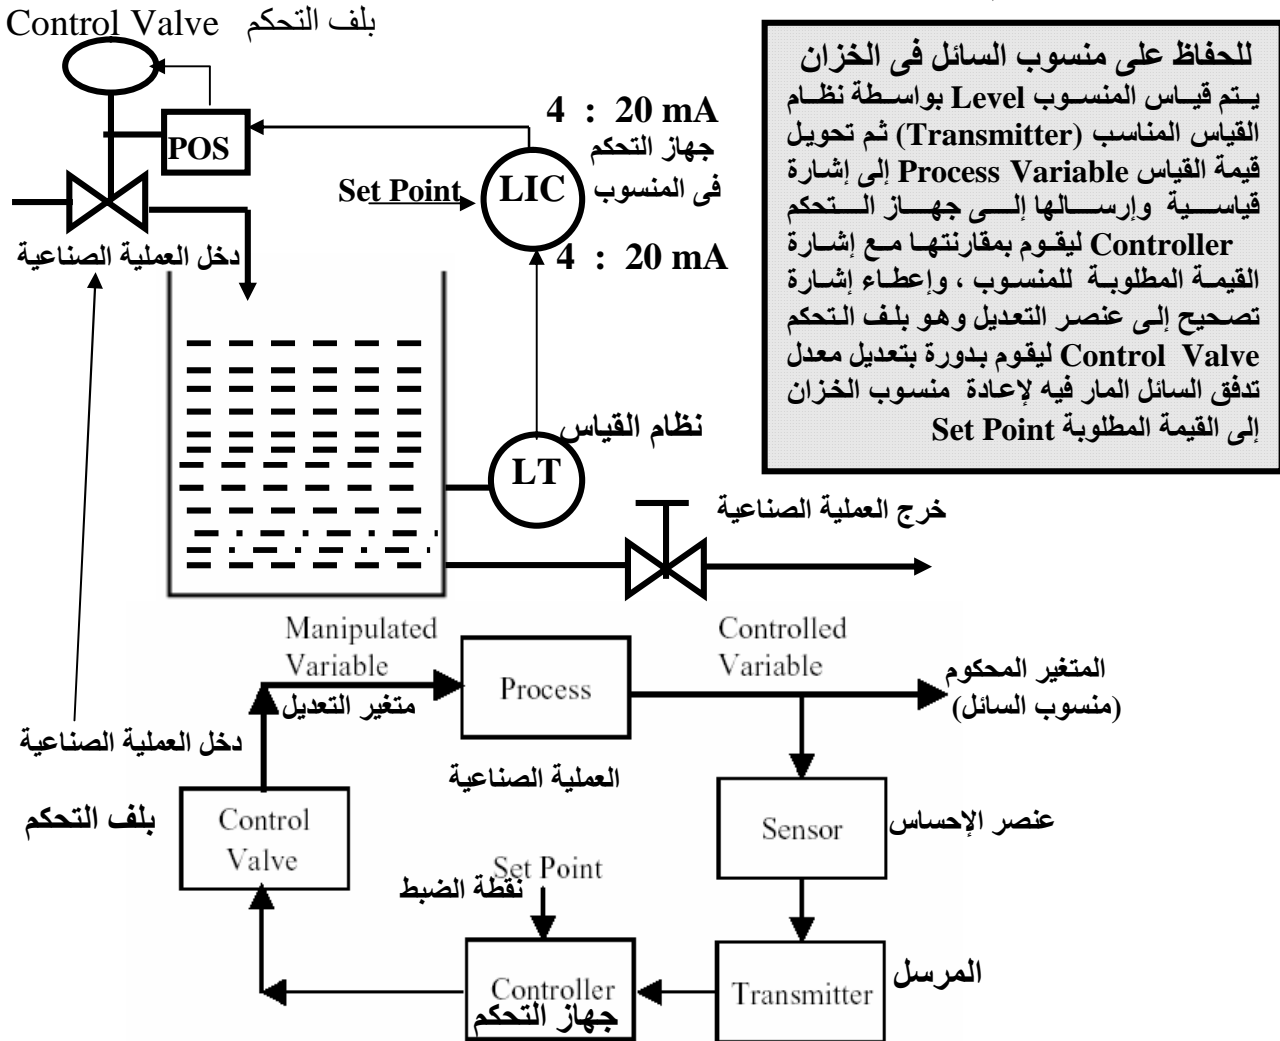 Control Valve بلف التحكم
POS
4 : 20 mA
جهاز التحكم
فى المنسوب
Set Point
LIC
4 : 20 mA
دخل العملية الصناعية
للحفاظ على منسوب السائل فى الخزان
يتم قياس المنسوب Level بواسطة نظام
القياس المناسب (Transmitter) ثم تحويل
قيمة القياس Process Variable إلى إشارة
قياسية وإرسالها إلى جهاز التحكم
Controller ليقوم بمقارنتها مع إشارة
القيمة المطلوبة للمنسوب ، وإعطاء إشارة
تصحيح إلى عنصر التعديل وهو بلف التحكم
Control Valve ليقوم بدورة بتعديل معدل
تدفق السائل المار فيه لإعادة منسوب الخزان
إلى القيمة المطلوبة Set Point
نظام القياس
LT
خرج العملية الصناعية
Manipulated
Variable
متغير التعديل
Process
العملية الصناعية
Controlled
Variable
المتغير المحكوم
(منسوب السائل)
دخل العملية الصناعية
بلف التحكم
Control
Valve
Sensor
عنصر الإحساس
Set Point
نقطة الضبط
Controller
جهاز التحكم
Transmitter
المرسل